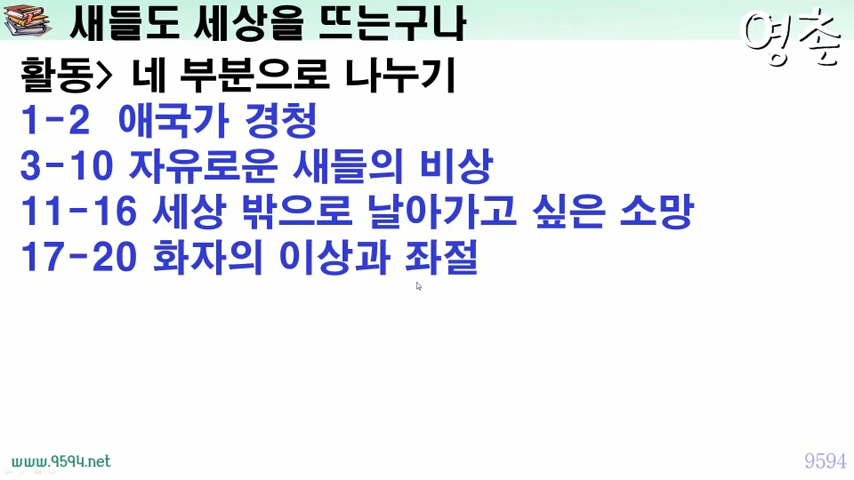 새들도 세상을 뜨는구나
영촌
활동> 네 부분으로 나누기
1-2 애국가 경청
3-10 자유로운 새들의 비상
11-16 세상 밖으로 날아가고 싶은 소망
17-20 화자의 이상과 좌절
www.9594.net
9594